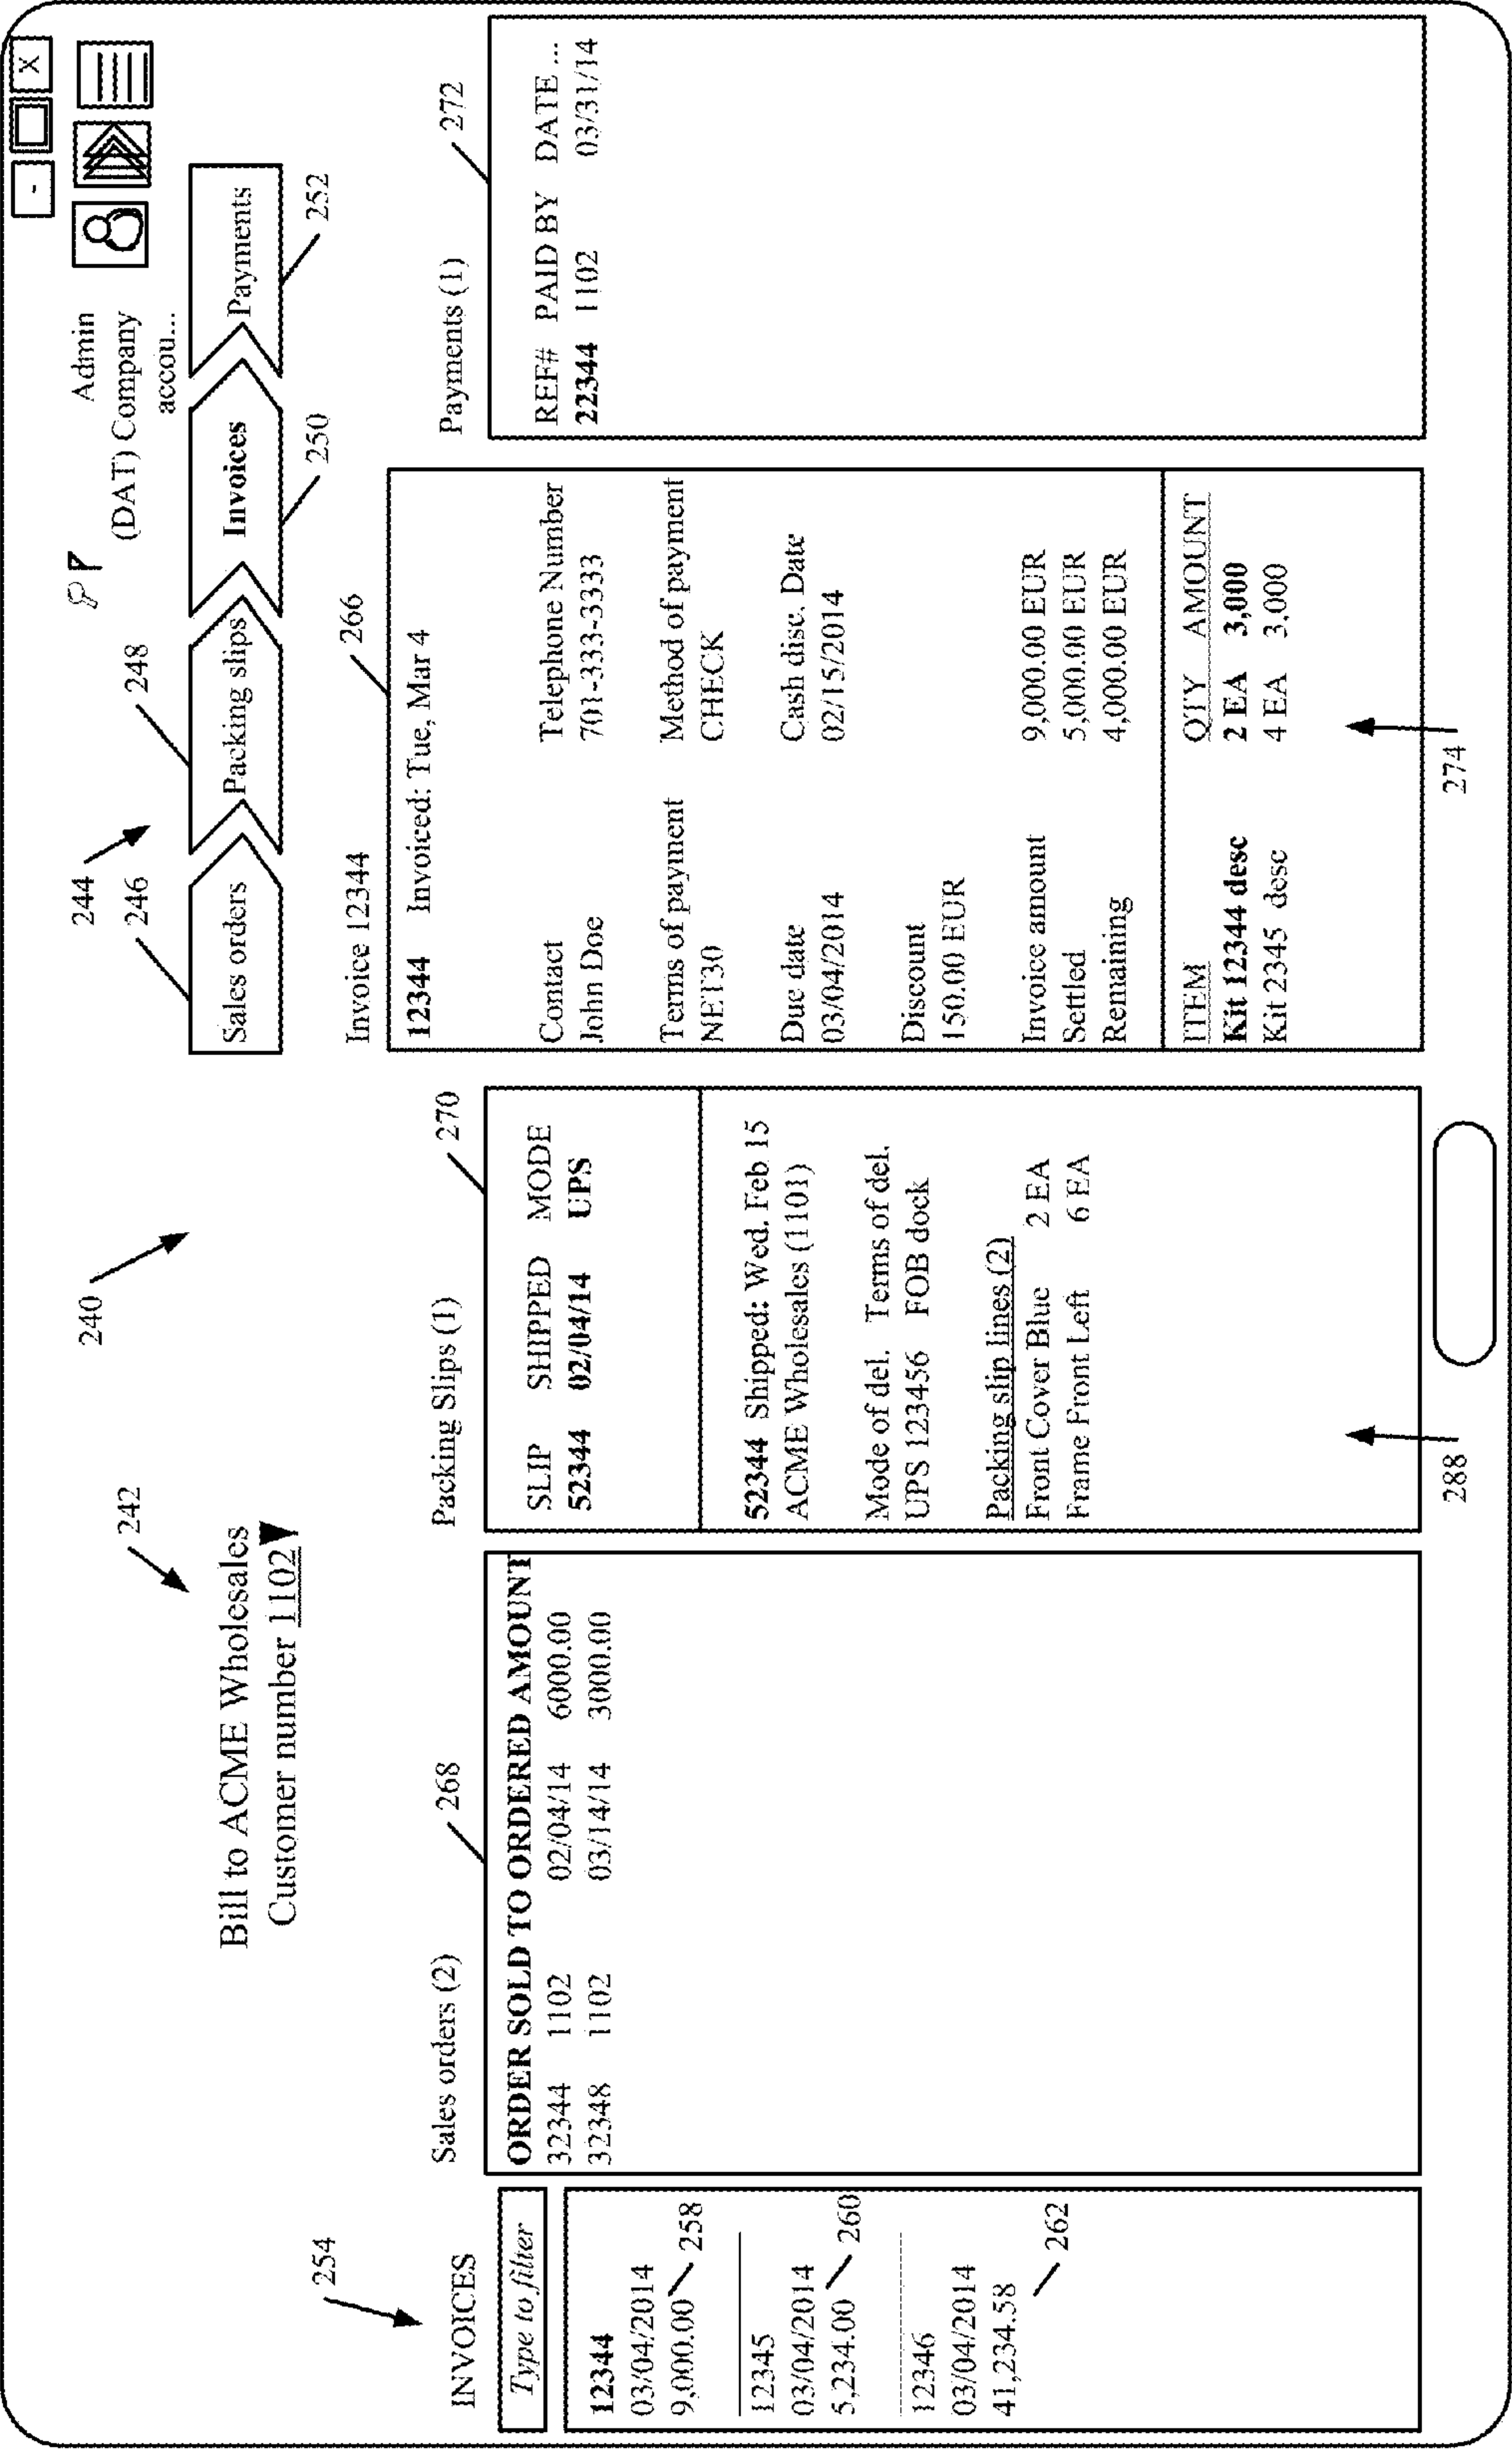 - X
240
242
244
Bill to ACME Wholesales
Customer number 1102
Admin
(DAT) Company
accou...
246
248
Sales orders
Packing slips
Invoices
Payments
250
252
254
INVOICES
Type to filter
12344
03/04/2014
9,000.00
258
12345
03/04/2014
5,234.00
260
12346
03/04/2014
41,234.58
262
Sales orders (2)
268
ORDER SOLD TO ORDERED AMOUNT
32344 1102 02/04/14 6000.00
32348 1102 03/14/14 3000.00
Packing Slips (1)
270
SLIP SHIPPED MODE
52344 02/04/14 UPS
52344 Shipped: Wed. Feb 15
ACME Wholesales (1101)
Mode of del. Terms of del.
UPS 123456 FOB dock
Packing slip lines (2)
Front Cover Blue 2 EA
Frame Front Left 6 EA
288
Invoice 12344
266
12344 Invoiced: Tue, Mar 4
Contact Telephone Number
John Doe 701-333-3333
Terms of payment Method of payment
NET30 CHECK
Due date Cash disc. Date
03/04/2014 02/15/2014
Discount
150.00 EUR
Invoice amount 9,000.00 EUR
Settled 5,000.00 EUR
Remaining 4,000.00 EUR
ITEM QTY AMOUNT
Kit 12344 desc 2 EA 3,000
Kit 2345 desc 4 EA 3,000
274
Payments (1)
272
REF# PAID BY DATE ...
22344 1102 03/31/14